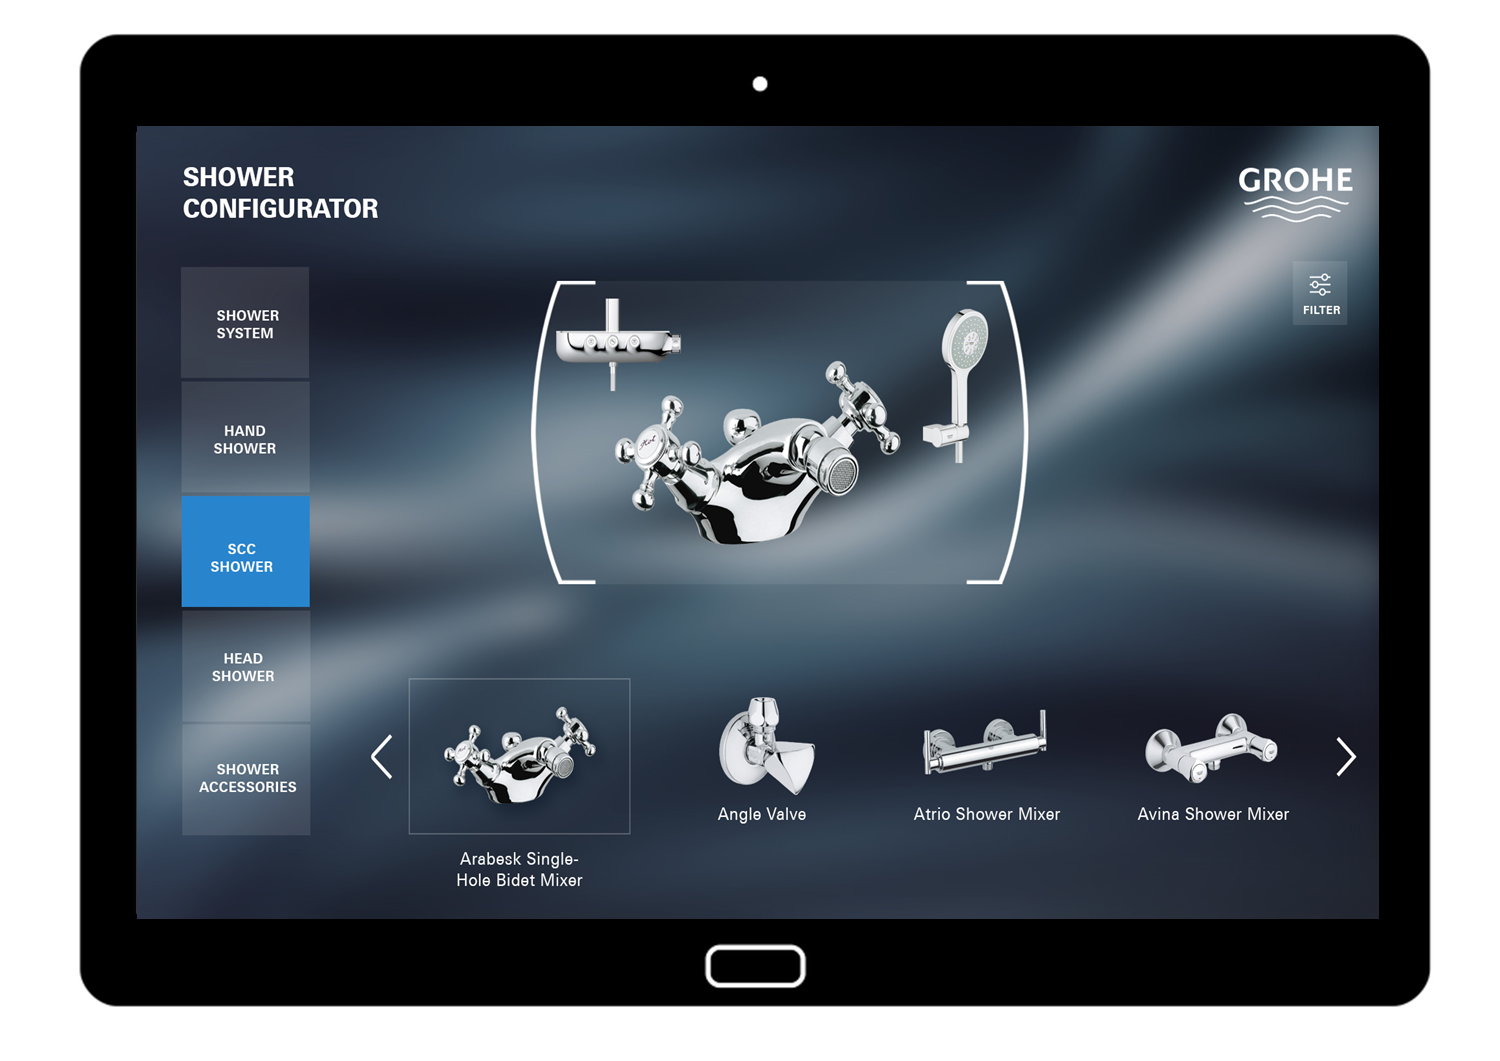 SHOWER
CONFIGURATOR
GROHE
FILTER
SHOWER
SYSTEM
HAND
SHOWER
SCC
SHOWER
HEAD
SHOWER
SHOWER
ACCESSORIES
Hot
Arabesk Single-
Hole Bidet Mixer
Angle Valve
Atrio Shower Mixer
Avina Shower Mixer